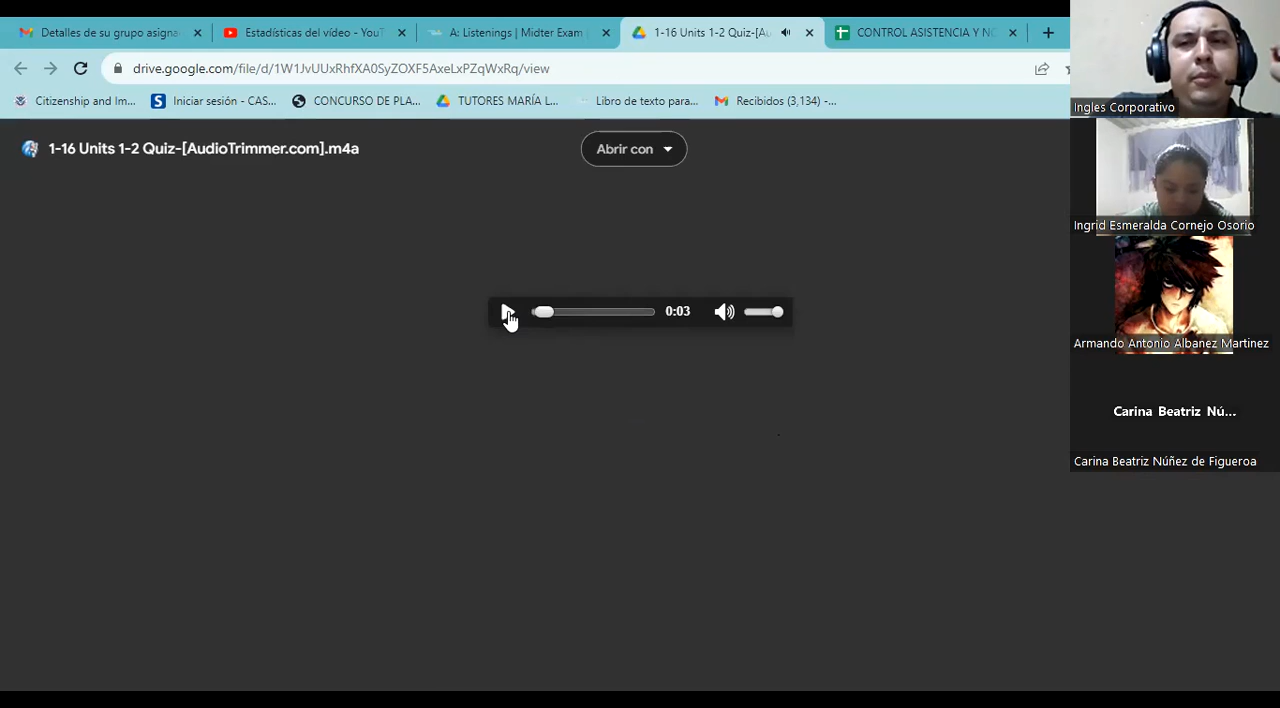 Detalles de su grupo asigna
Estadísticas del vídeo - YouT
A: Listenings | Midter Exam
1-16 Units 1-2 Quiz-[Au
CONTROL ASISTENCIA Y NO
drive.google.com/file/d/1W1JvUUxRhfXA0SyZOXF5AxeLxPZqWxRq/view
Citizenship and Im...
Iniciar sesión - CAS...
CONCURSO DE PLA...
TUTORES MARÍA L...
Libro de texto para...
Recibidos (3,134) -...
1-16 Units 1-2 Quiz-[AudioTrimmer.com].m4a
Abrir con
0:03
Ingles Corporativo
Ingrid Esmeralda Cornejo Osorio
Armando Antonio Albanez Martinez
Carina Beatriz Nú...
Carina Beatriz Núñez de Figueroa